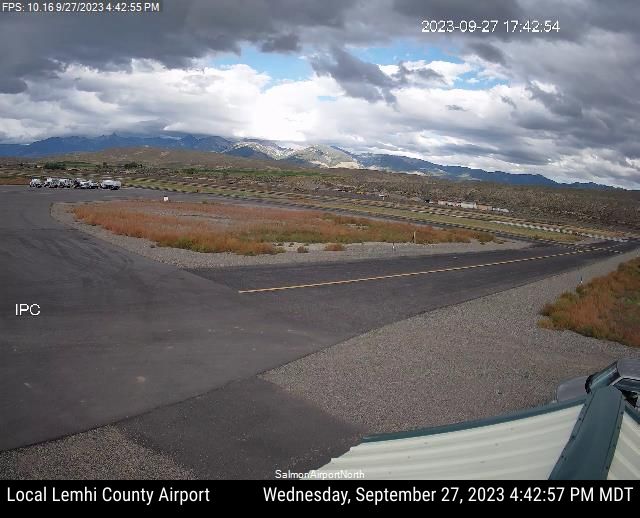 FPS: 10.16 9/27/2023 4:42:55 PM
2023-09-27 17:42:54
IPC
SalmonAirportNorth
Local Lemhi County Airport Wednesday, September 27, 2023 4:42:57 PM MDT